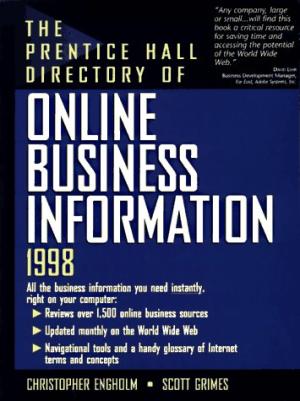 "Any company, large
or small...will find this
book a critical resource
for saving time and
accessing the potential
of the World Wide
Web."
Business Development Manager,
Far East, Adobe Systems, Inc.
THE
PRENTICE HALL
DIRECTORY OF
ONLINE
BUSINESS
INFORMATION
1998
All the business information you need instantly,
right on your computer:
▶ Reviews over 1,500 online business sources
▶ Updated monthly on the World Wide Web
▶ Navigational tools and a handy glossary of Internet
terms and concepts
CHRISTOPHER ENGHOLM • SCOTT GRIMES